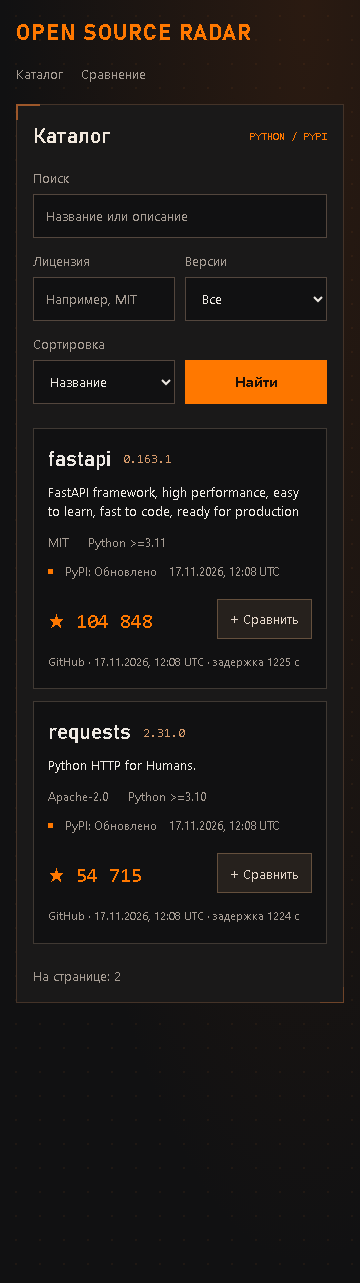 OPEN SOURCE RADAR
Каталог Сравнение
Каталог PYTHON / PYPI
Поиск
Название или описание
Лицензия Версии
Например, MIT Все
Сортировка
Название Найти
fastapi 0.163.1
FastAPI framework, high performance, easy
to learn, fast to code, ready for production
MIT Python >=3.11
PyPI: Обновлено 17.11.2026, 12:08 UTC
★ 104 848 + Сравнить
GitHub · 17.11.2026, 12:08 UTC · задержка 1225 с
requests 2.31.0
Python HTTP for Humans.
Apache-2.0 Python >=3.10
PyPI: Обновлено 17.11.2026, 12:08 UTC
★ 54 715 + Сравнить
GitHub · 17.11.2026, 12:08 UTC · задержка 1224 с
На странице: 2